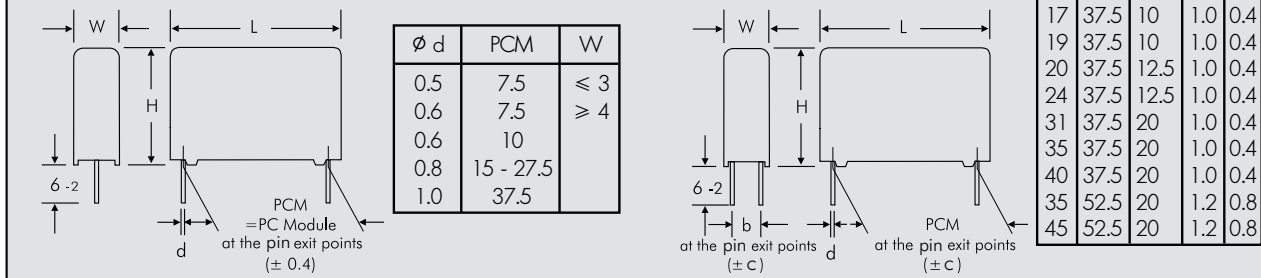 W
L
H
6 -2
d
PCM
=PC Module
at the pin exit points
(± 0.4)
Ø d PCM W
0.5 7.5 ≤ 3
0.6 7.5 ≥ 4
0.6 10
0.8 15 - 27.5
1.0 37.5
W
L
H
6 -2
b
at the pin exit points
(± c)
d
PCM
at the pin exit points
(± c)
17 37.5 10 1.0 0.4
19 37.5 10 1.0 0.4
20 37.5 12.5 1.0 0.4
24 37.5 12.5 1.0 0.4
31 37.5 20 1.0 0.4
35 37.5 20 1.0 0.4
40 37.5 20 1.0 0.4
35 52.5 20 1.2 0.8
45 52.5 20 1.2 0.8